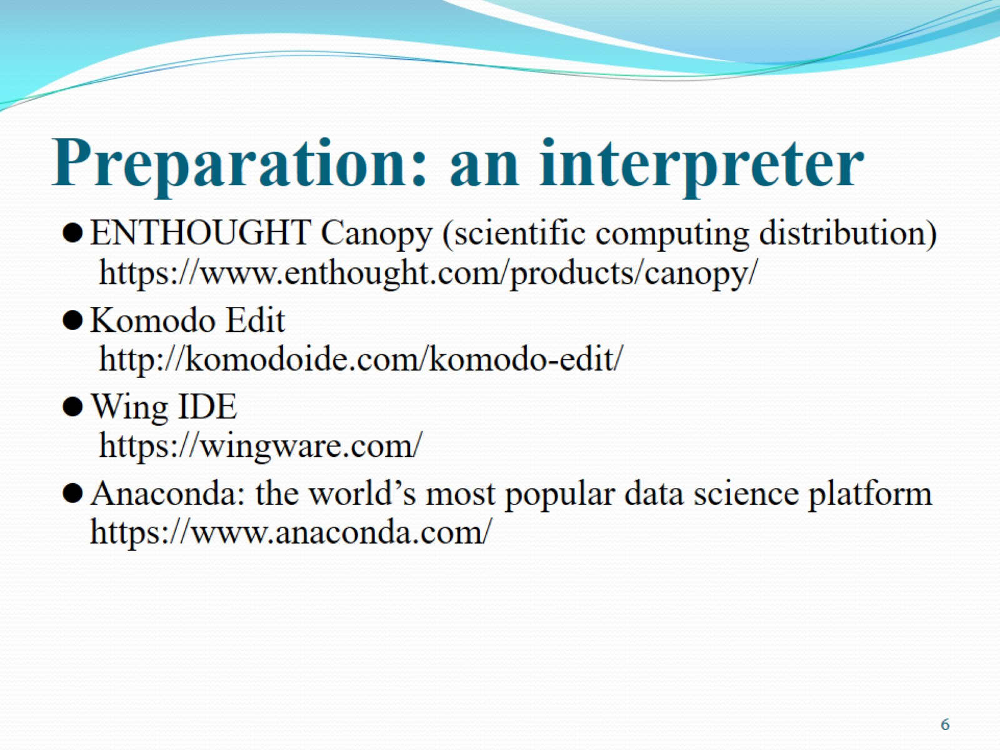 Preparation: an interpreter
● ENTHOUGHT Canopy (scientific computing distribution)
https://www.enthought.com/products/canopy/
● Komodo Edit
http://komodoide.com/komodo-edit/
● Wing IDE
https://wingware.com/
● Anaconda: the world’s most popular data science platform
https://www.anaconda.com/
6